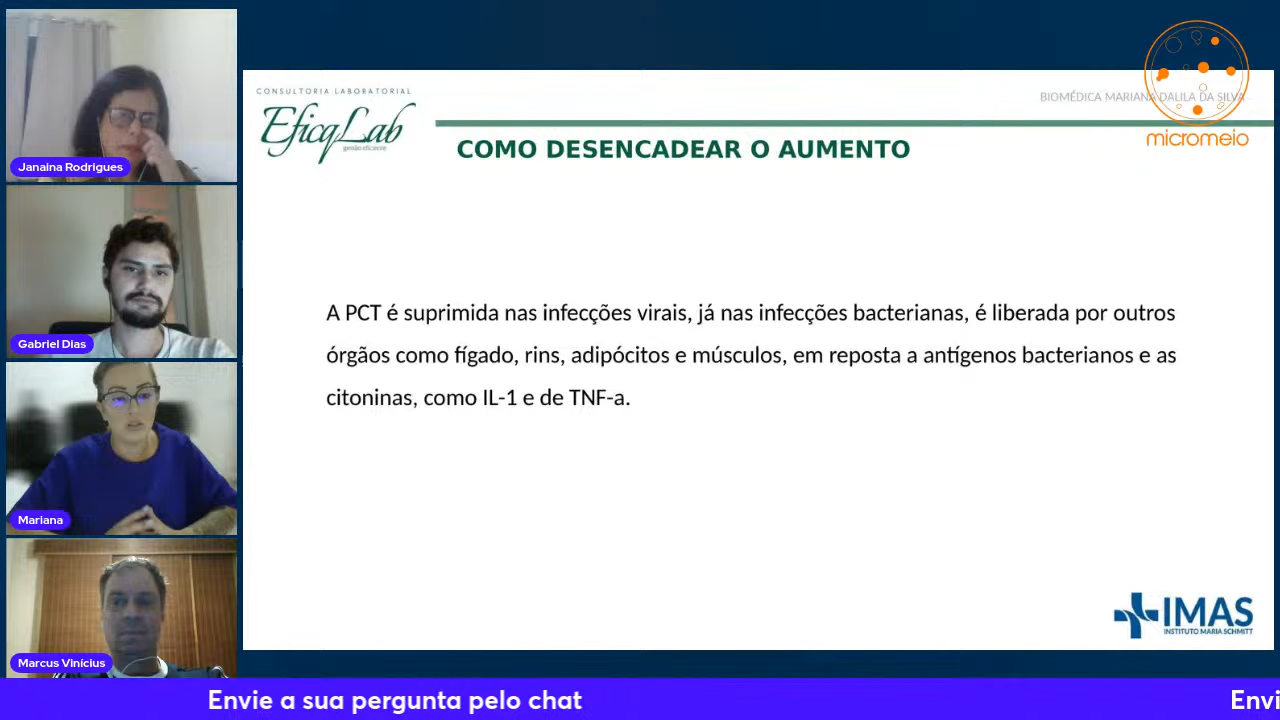 Janaina Rodrigues
Gabriel Dias
Mariana
Marcus Vinícius
CONSULTORIA LABORATORIAL
EficqLab
gestão eficiente
BIOMÉDICA MARIANA DALILA DA SILVA
micromeio
COMO DESENCADEAR O AUMENTO
A PCT é suprimida nas infecções virais, já nas infecções bacterianas, é liberada por outros
órgãos como fígado, rins, adipócitos e músculos, em reposta a antígenos bacterianos e as
citoninas, como IL-1 e de TNF-a.
IMAS
INSTITUTO MARIA SCHMITT
Envie a sua pergunta pelo chat
Envi